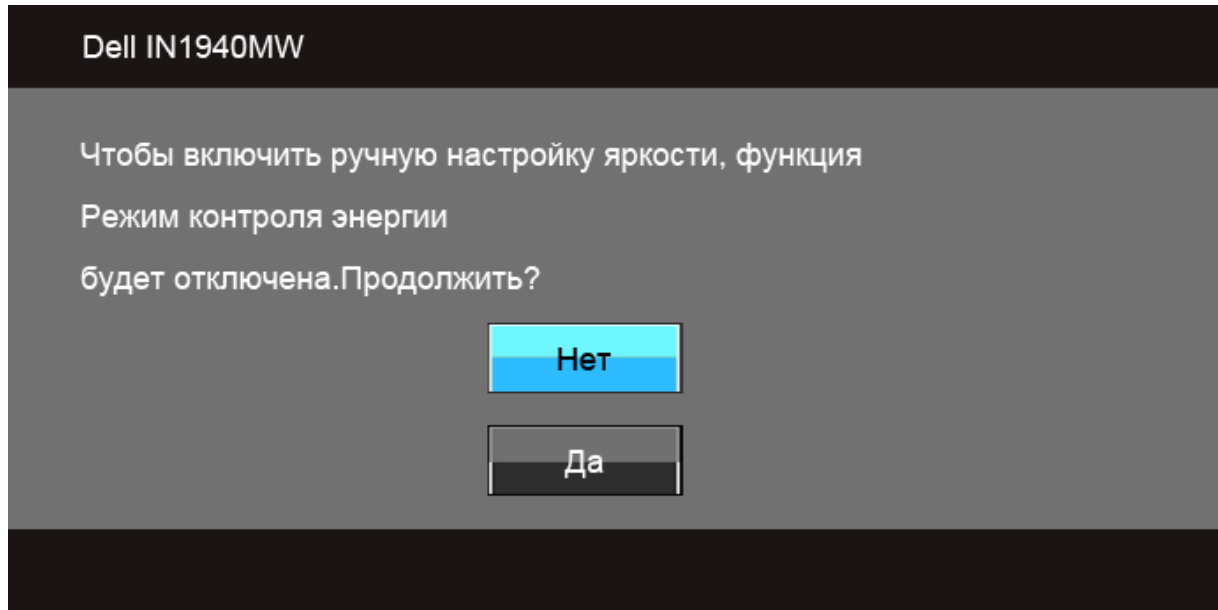 Dell IN1940MW
Чтобы включить ручную настройку яркости, функция
Режим контроля энергии
будет отключена.Продолжить?
Нет
Да